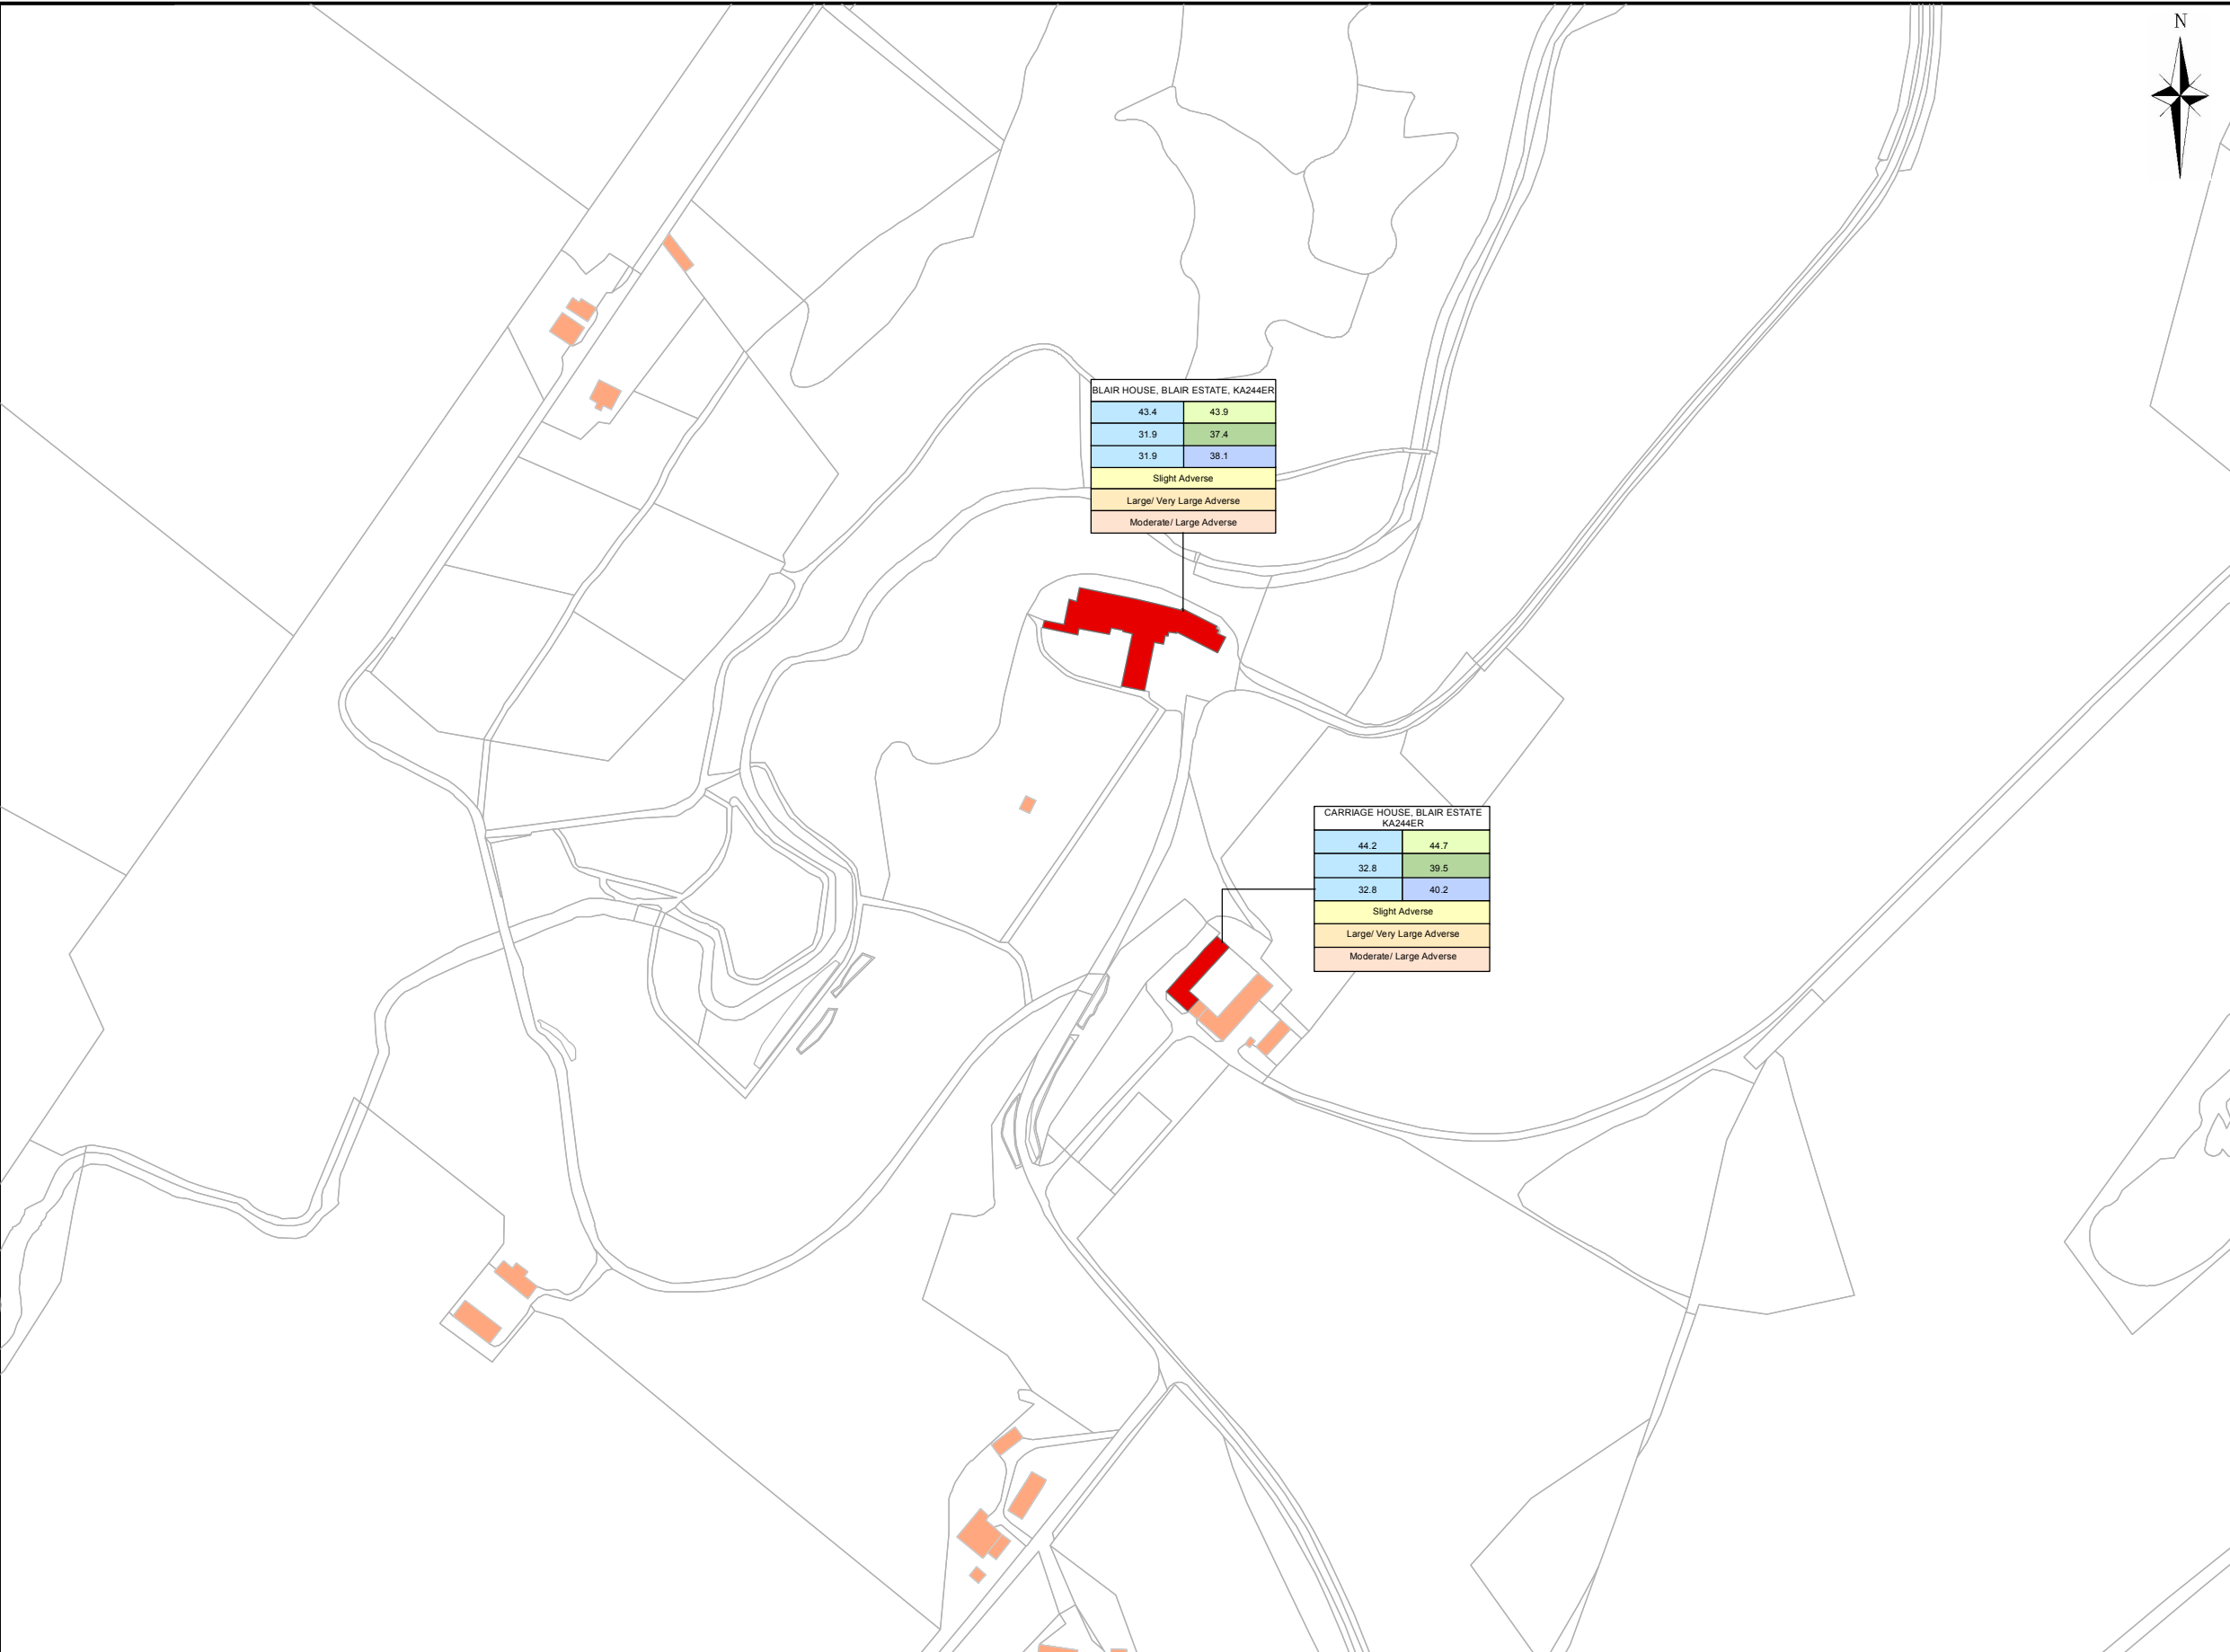 N
BLAIR HOUSE, BLAIR ESTATE, KA244ER
43.4 43.9
31.9 37.4
31.9 38.1
Slight Adverse
Large/ Very Large Adverse
Moderate/ Large Adverse
CARRIAGE HOUSE, BLAIR ESTATE
KA244ER
44.2 44.7
32.8 39.5
32.8 40.2
Slight Adverse
Large/ Very Large Adverse
Moderate/ Large Adverse